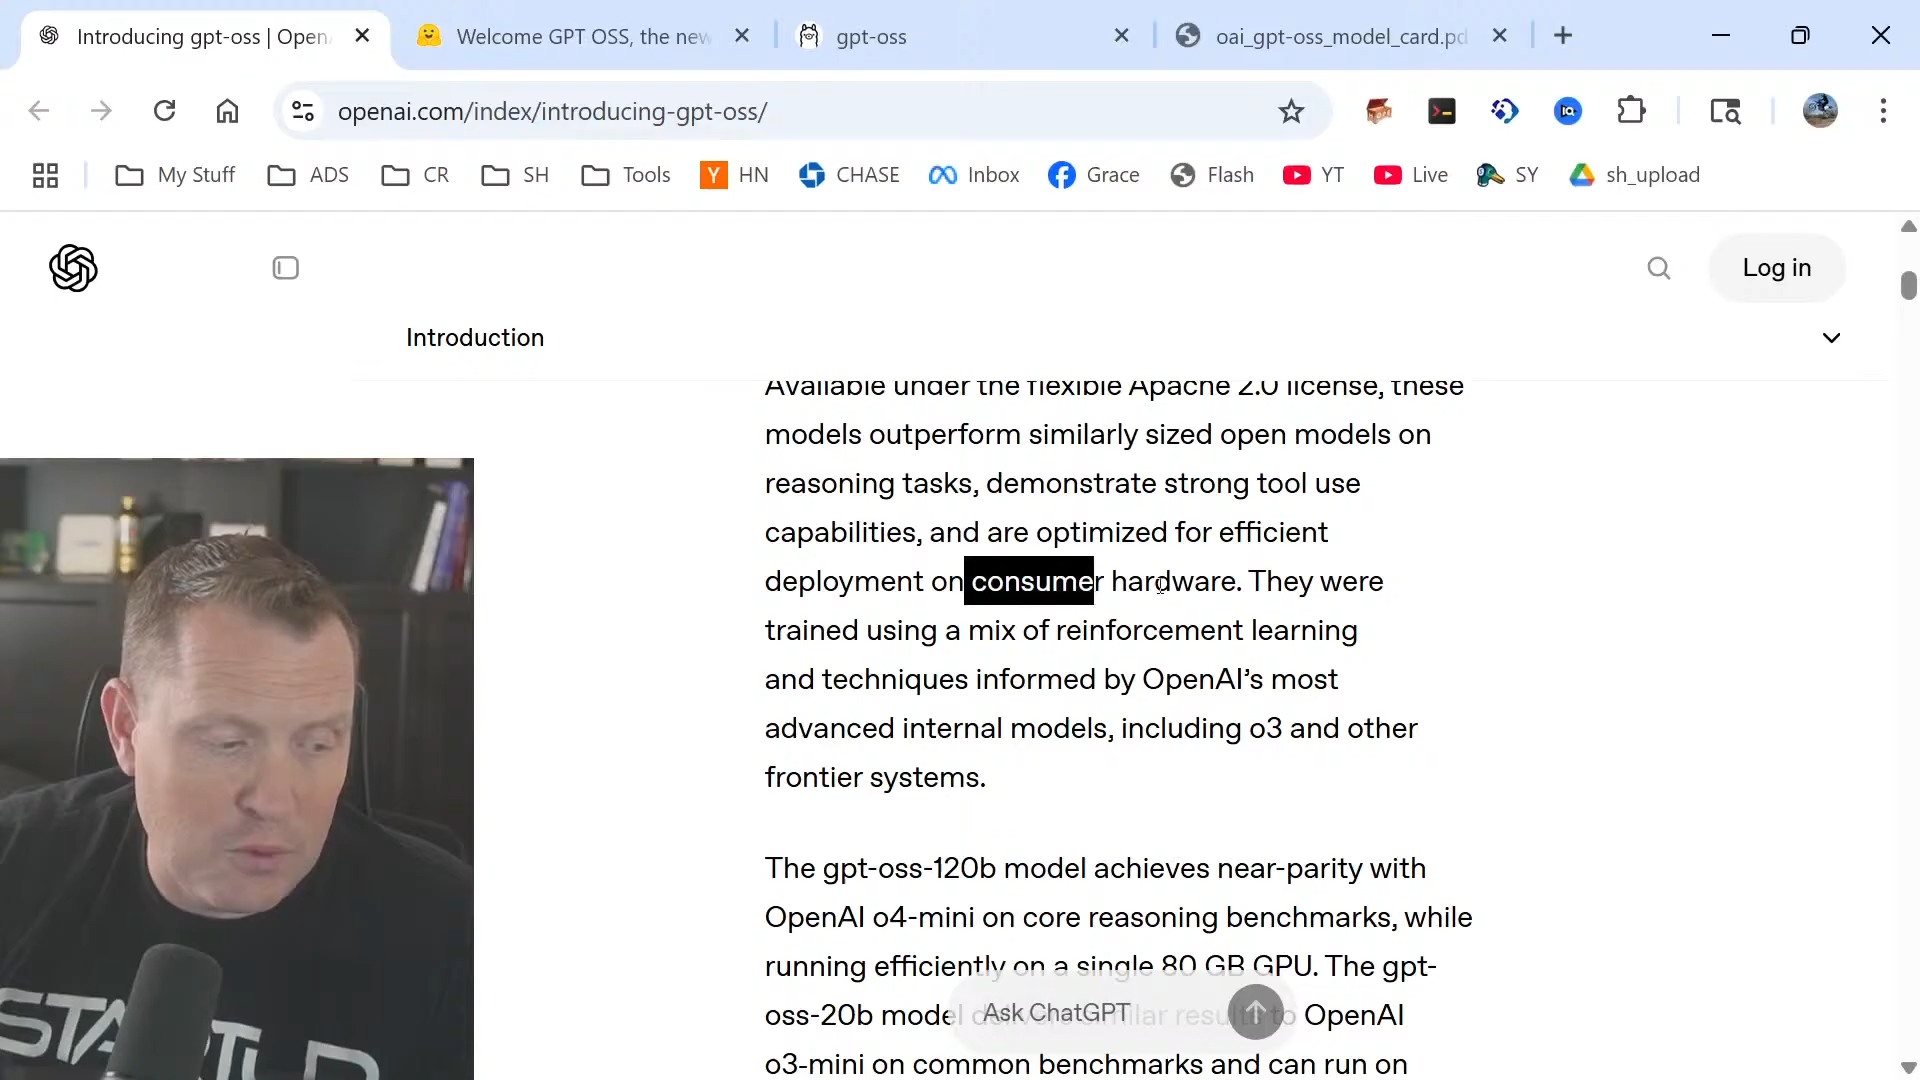 Introducing gpt-oss | Open
Welcome GPT OSS, the new
gpt-oss
oai_gpt-oss_model_card.pd
openai.com/index/introducing-gpt-oss/
My Stuff
ADS
CR
SH
Tools
Y HN
CHASE
Inbox
Grace
Flash
YT
Live
SY
sh_upload
Log in
Introduction
Available under the flexible Apache 2.0 license, these
models outperform similarly sized open models on
reasoning tasks, demonstrate strong tool use
capabilities, and are optimized for efficient
deployment on consumer hardware. They were
trained using a mix of reinforcement learning
and techniques informed by OpenAI’s most
advanced internal models, including o3 and other
frontier systems.
The gpt-oss-120b model achieves near-parity with
OpenAI o4-mini on core reasoning benchmarks, while
running efficiently on a single 80 GB GPU. The gpt-
oss-20b model delivers similar results to OpenAI
Ask ChatGPT
o3-mini on common benchmarks and can run on